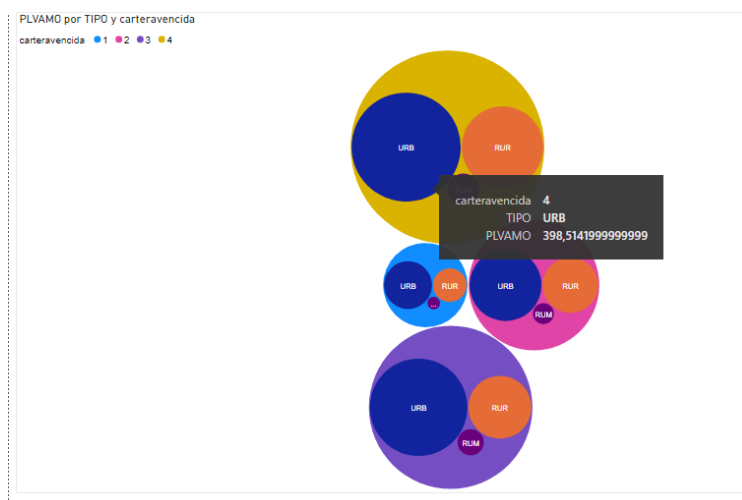 PLVAMO por TIPO y carteravencida
carteravencida 1 2 3 4
URB
RUR
carteravencida 4
TIPO URB
PLVAMO 398,5141999999999
URB
RUR
...
URB
RUR
RUM
URB
RUR
RUM